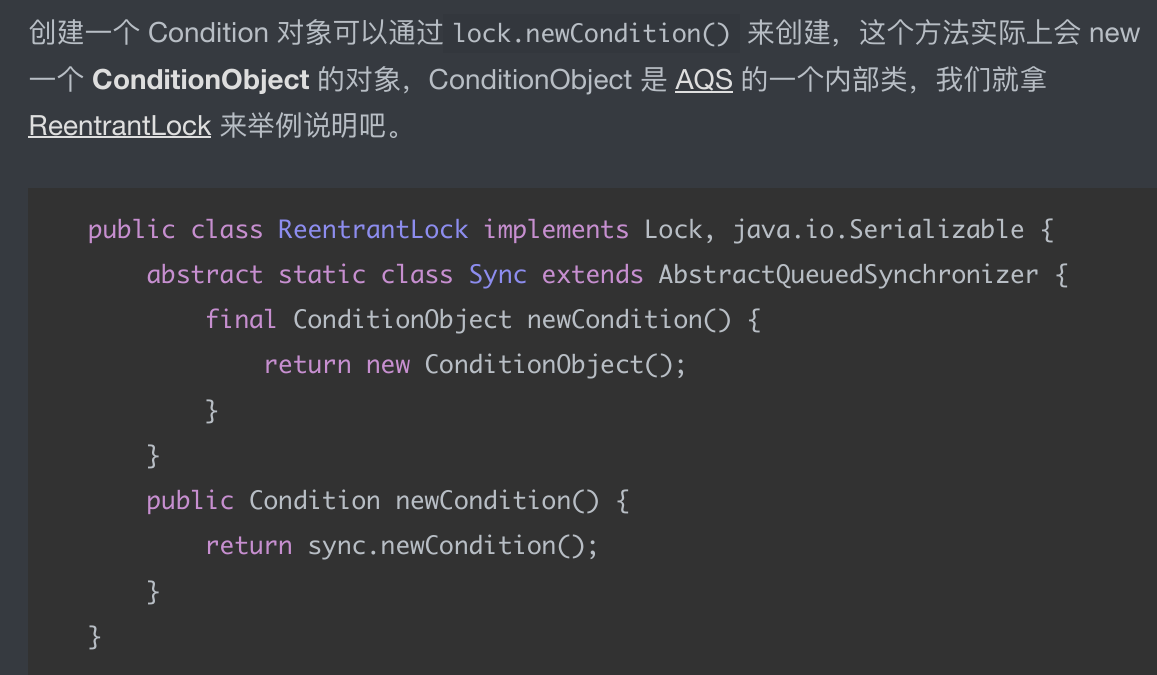 创建一个 Condition 对象可以通过 lock.newCondition() 来创建，这个方法实际上会 new
一个 ConditionObject 的对象，ConditionObject 是 AQS 的一个内部类，我们就拿
ReentrantLock 来举例说明吧。
public class ReentrantLock implements Lock, java.io.Serializable {
    abstract static class Sync extends AbstractQueuedSynchronizer {
        final ConditionObject newCondition() {
            return new ConditionObject();
        }
    }
    public Condition newCondition() {
        return sync.newCondition();
    }
}